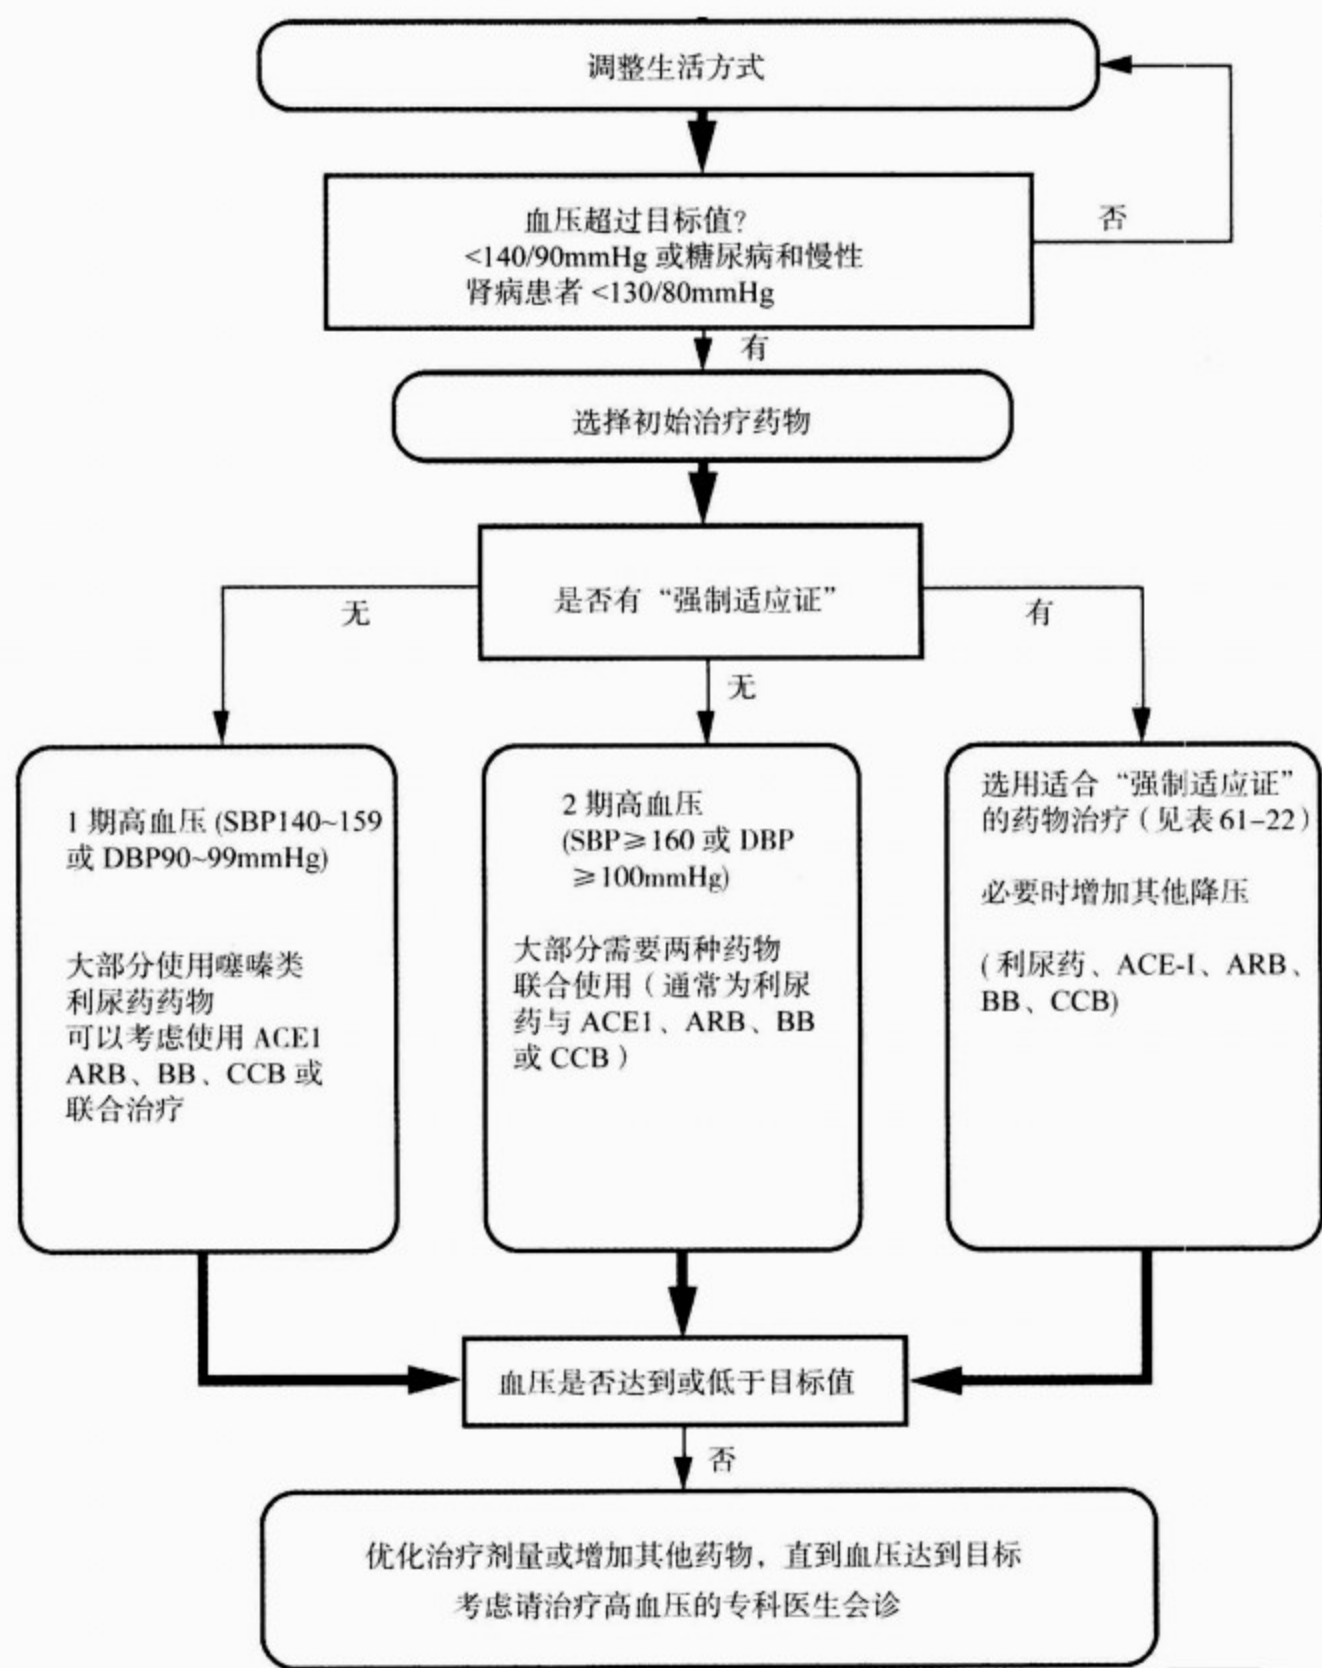 调整生活方式
血压超过目标值?
<140/90mmHg 或糖尿病和慢性
肾病患者 <130/80mmHg
否
有
选择初始治疗药物
是否有“强制适应证”
无
无
有
1 期高血压 (SBP140~159
或 DBP90~99mmHg)
大部分使用噻嗪类
利尿药药物
可以考虑使用 ACE1
ARB、BB、CCB 或
联合治疗
2 期高血压
(SBP≥160 或 DBP
≥100mmHg)
大部分需要两种药物
联合使用（通常为利尿
药与 ACE1、ARB、BB
或 CCB）
选用适合“强制适应证”
的药物治疗（见表 61-22）
必要时增加其他降压
(利尿药、ACE-I、ARB、
BB、CCB)
血压是否达到或低于目标值
否
优化治疗剂量或增加其他药物，直到血压达到目标
考虑请治疗高血压的专科医生会诊